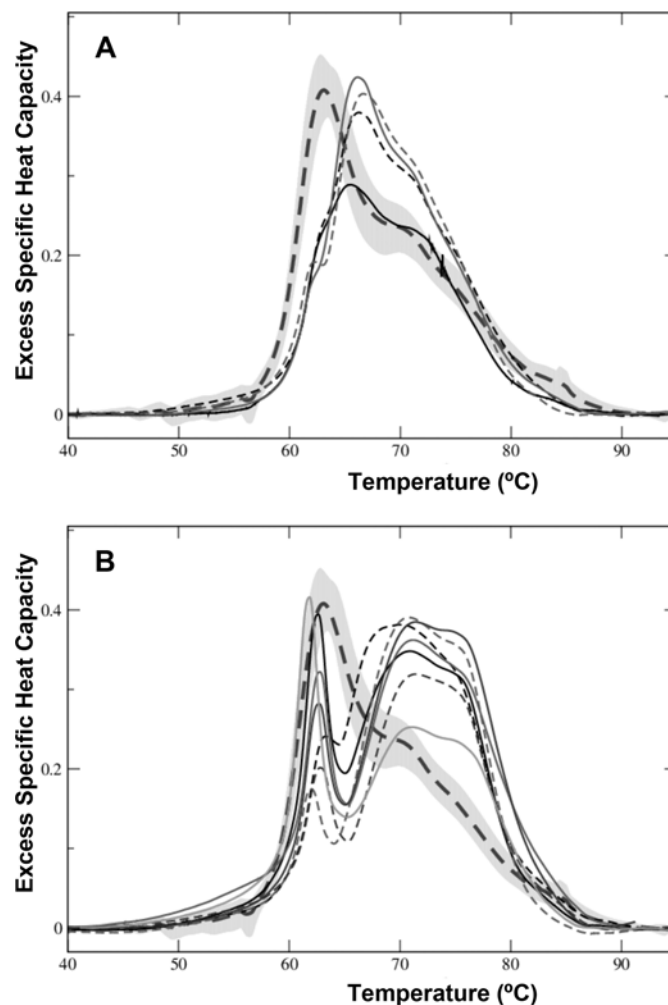 A
Excess Specific Heat Capacity
0.4
0.2
0
40 50 60 70 80 90
Temperature (ºC)
B
Excess Specific Heat Capacity
0.4
0.2
0
40 50 60 70 80 90
Temperature (ºC)